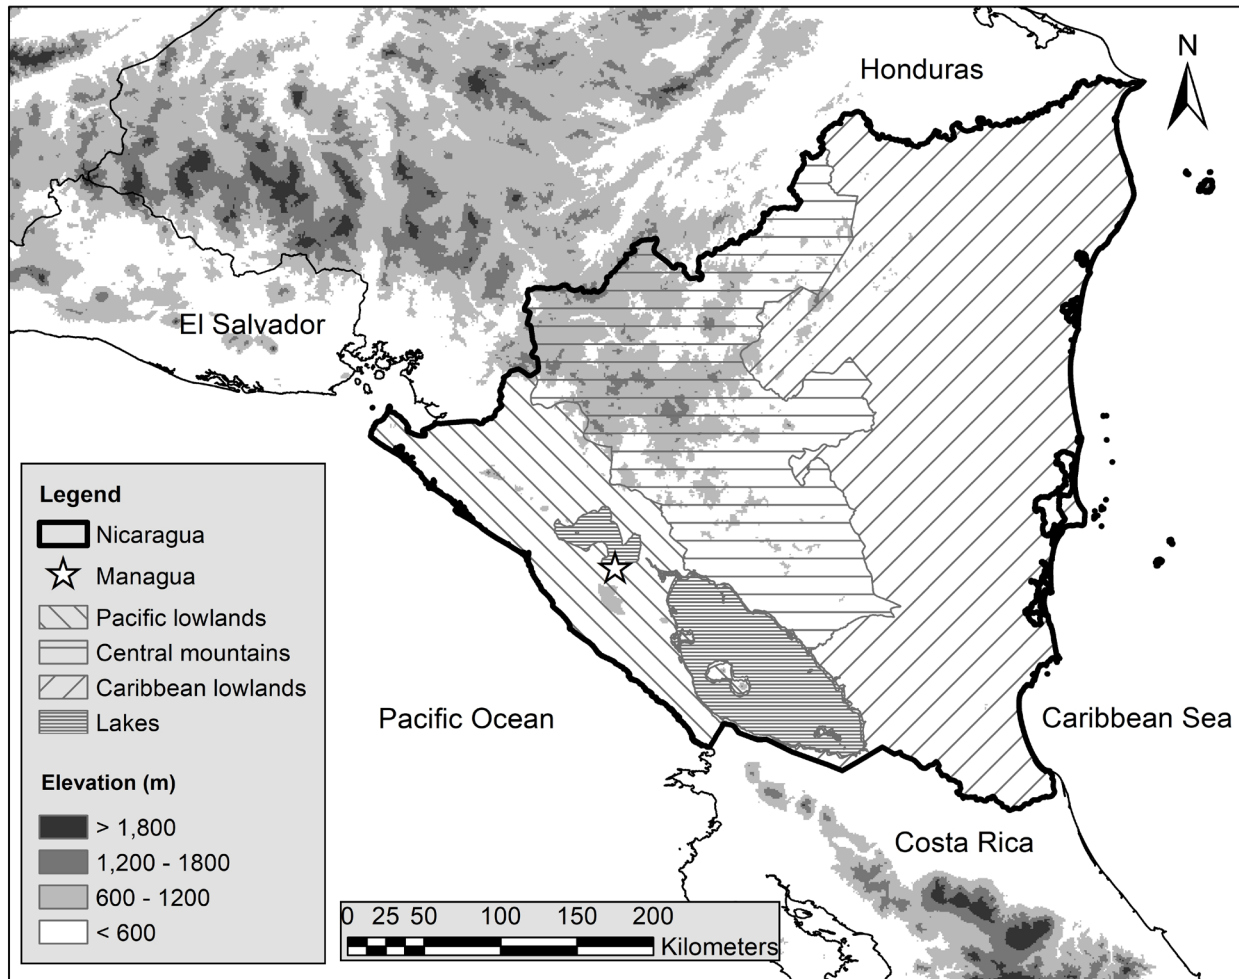 N
Honduras
El Salvador
Legend
Nicaragua
Managua
Pacific lowlands
Central mountains
Caribbean lowlands
Lakes
Pacific Ocean
Caribbean Sea
Elevation (m)
> 1,800
1,200 - 1800
600 - 1200
< 600
Costa Rica
0 25 50 100 150 200
Kilometers